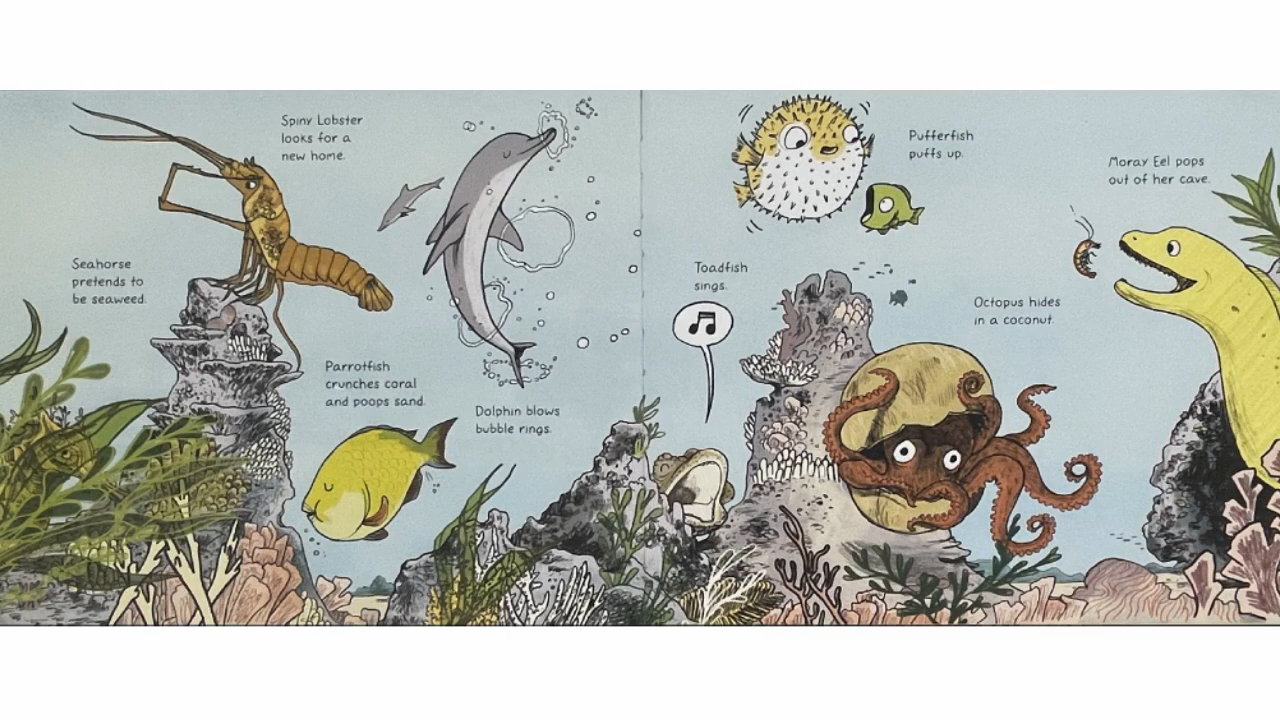 Spiny Lobster
looks for a
new home.
Seahorse
pretends to
be seaweed.
Parrotfish
crunches coral
and poops sand.
Dolphin blows
bubble rings.
Pufferfish
puffs up.
Toadfish
sings.
Octopus hides
in a coconut.
Moray Eel pops
out of her cave.